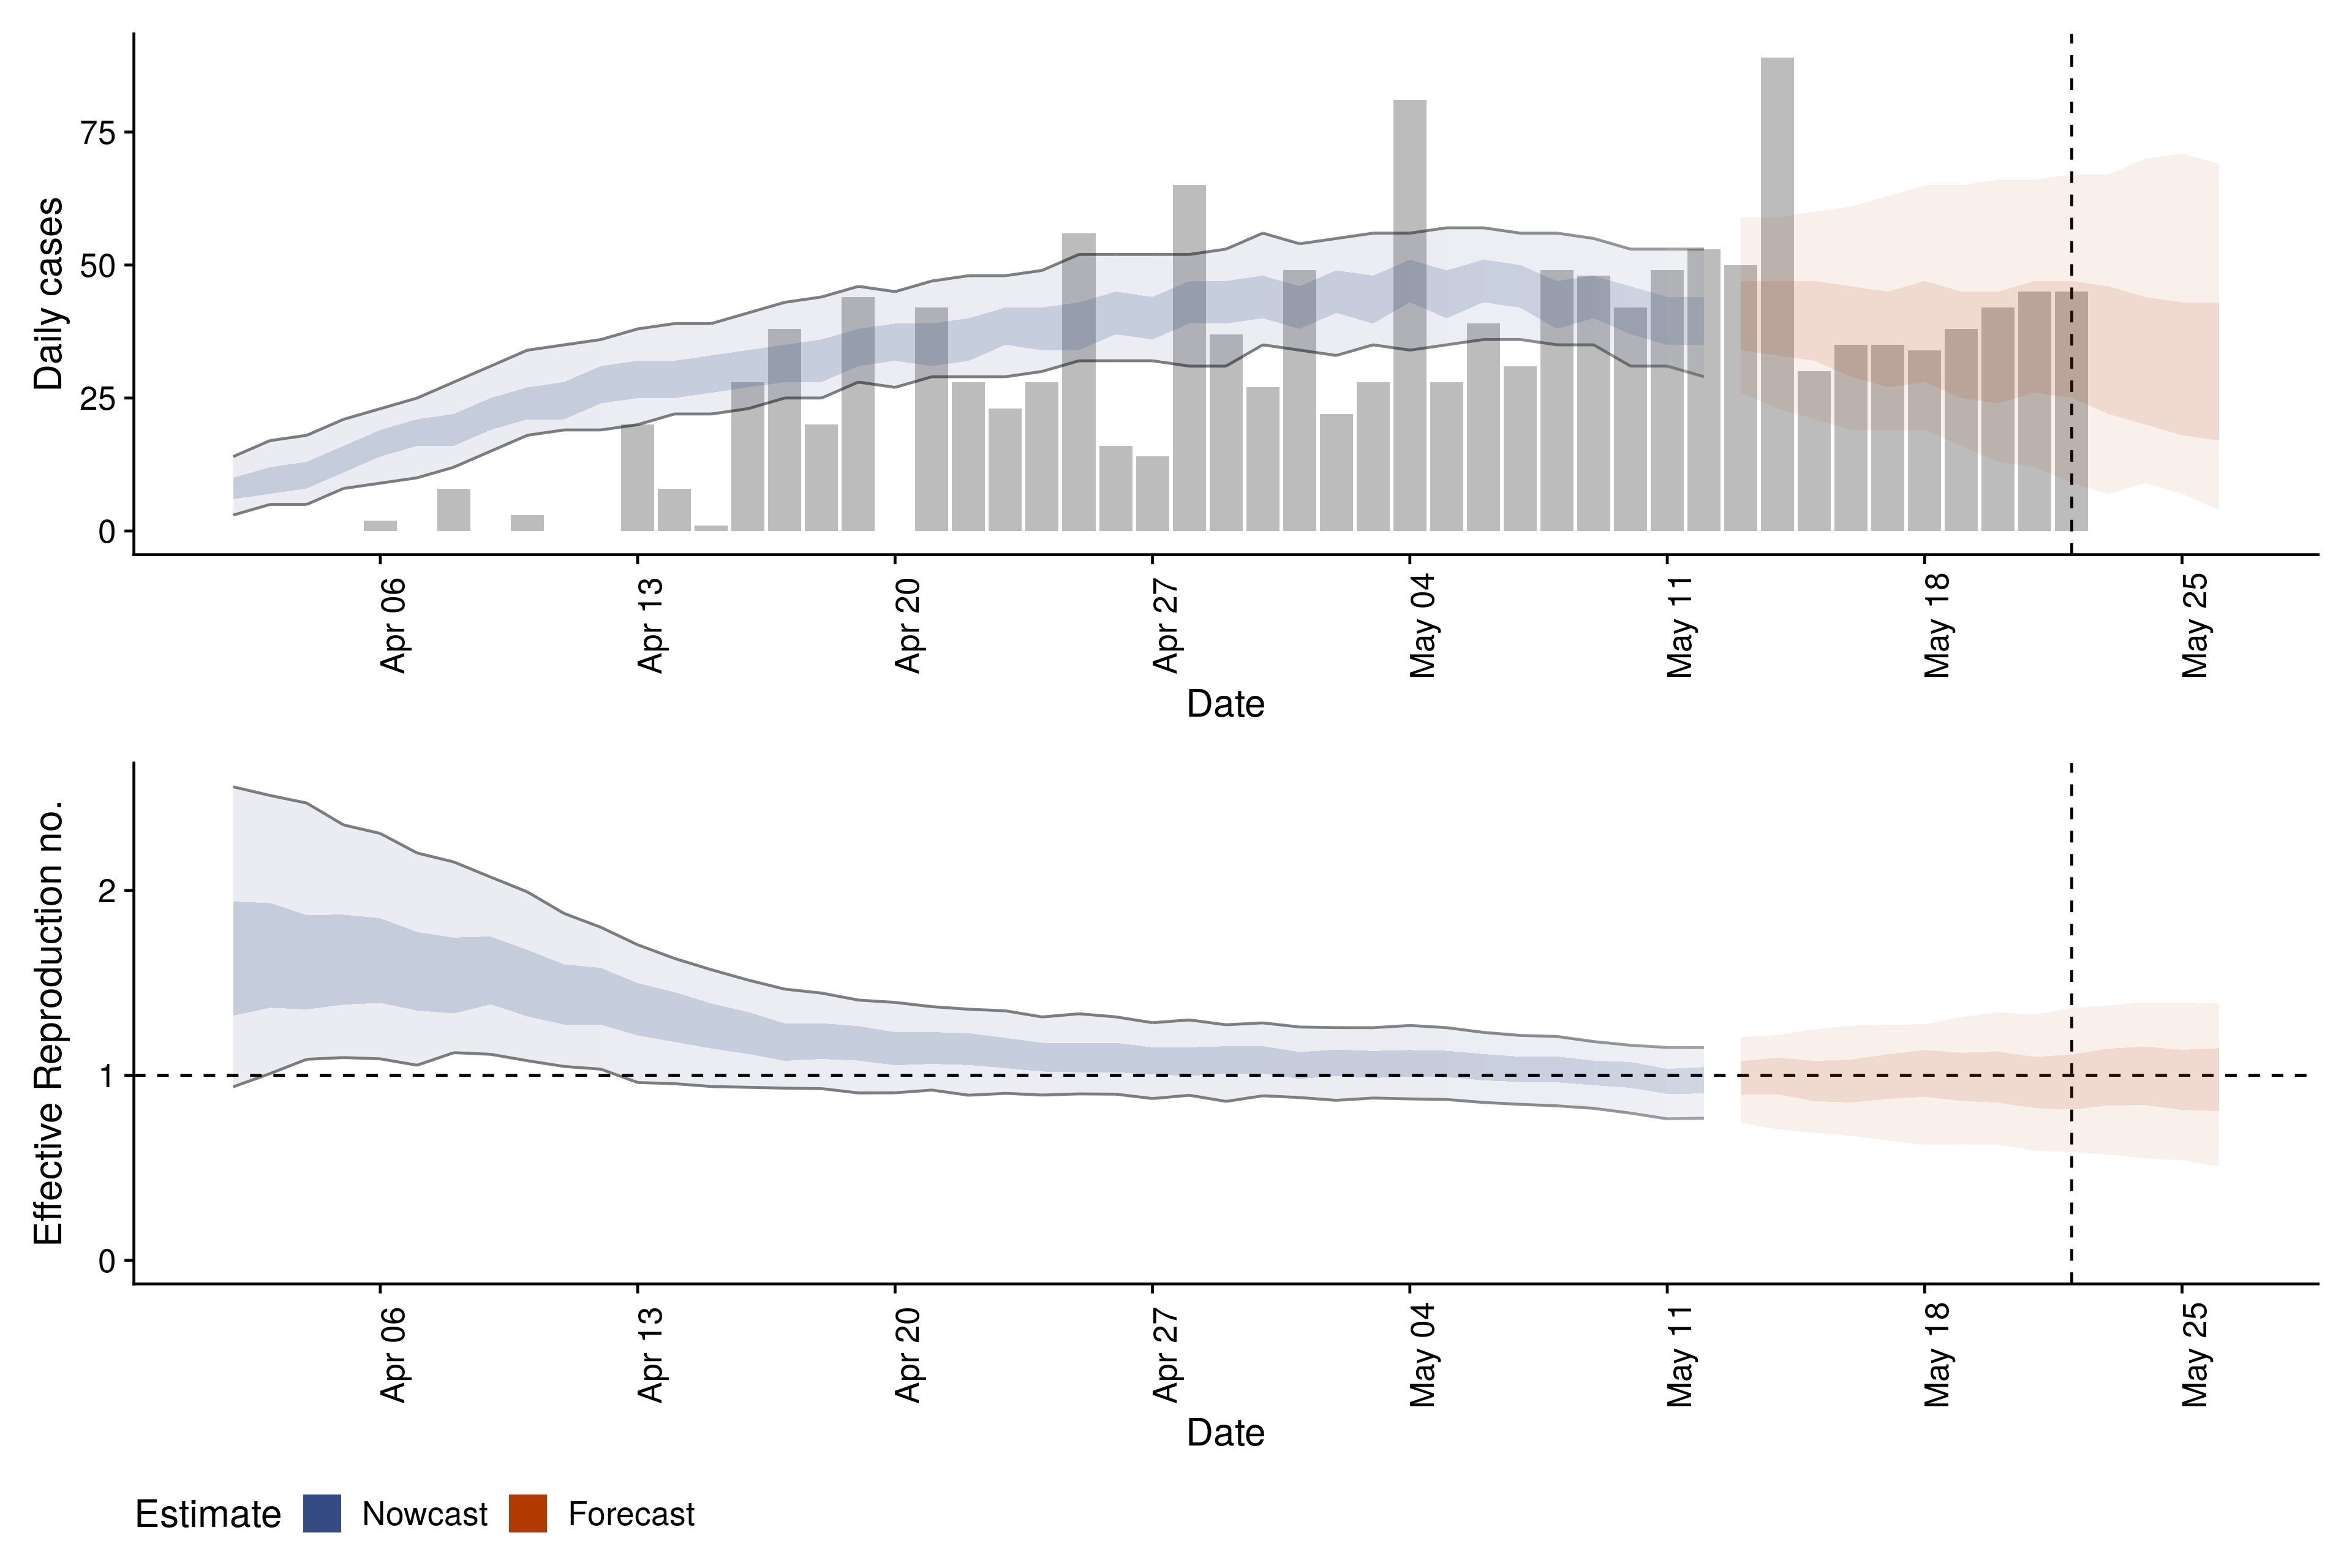 Daily cases
75
50
25
0
Apr 06
Apr 13
Apr 20
Apr 27
May 04
May 11
May 18
May 25
Date
Effective Reproduction no.
2
1
0
Apr 06
Apr 13
Apr 20
Apr 27
May 04
May 11
May 18
May 25
Date
Estimate Nowcast Forecast